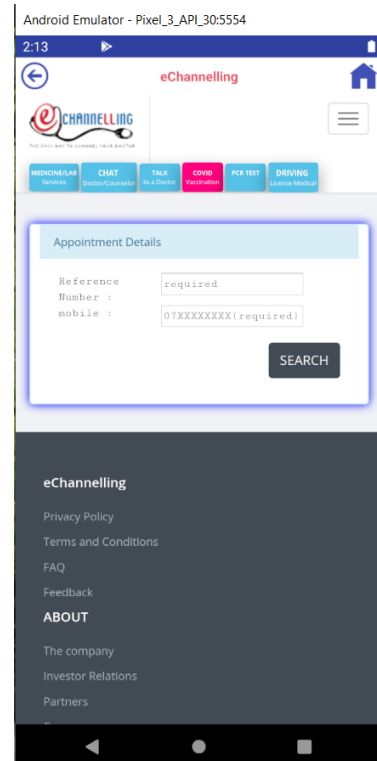 Android Emulator - Pixel_3_API_30:5554
2:13
eChannelling
CHANNELLING
THE EASY WAY TO CHANNEL YOUR DOCTOR
MEDICINE/LAB
Services
CHAT
Doctor/Counselor
TALK
to a Doctor
COVID
Vaccination
PCR TEST
DRIVING
Licence Medical
Appointment Details
Reference
Number :
required
mobile :
07XXXXXXXX(required)
SEARCH
eChannelling
Privacy Policy
Terms and Conditions
FAQ
Feedback
ABOUT
The company
Investor Relations
Partners